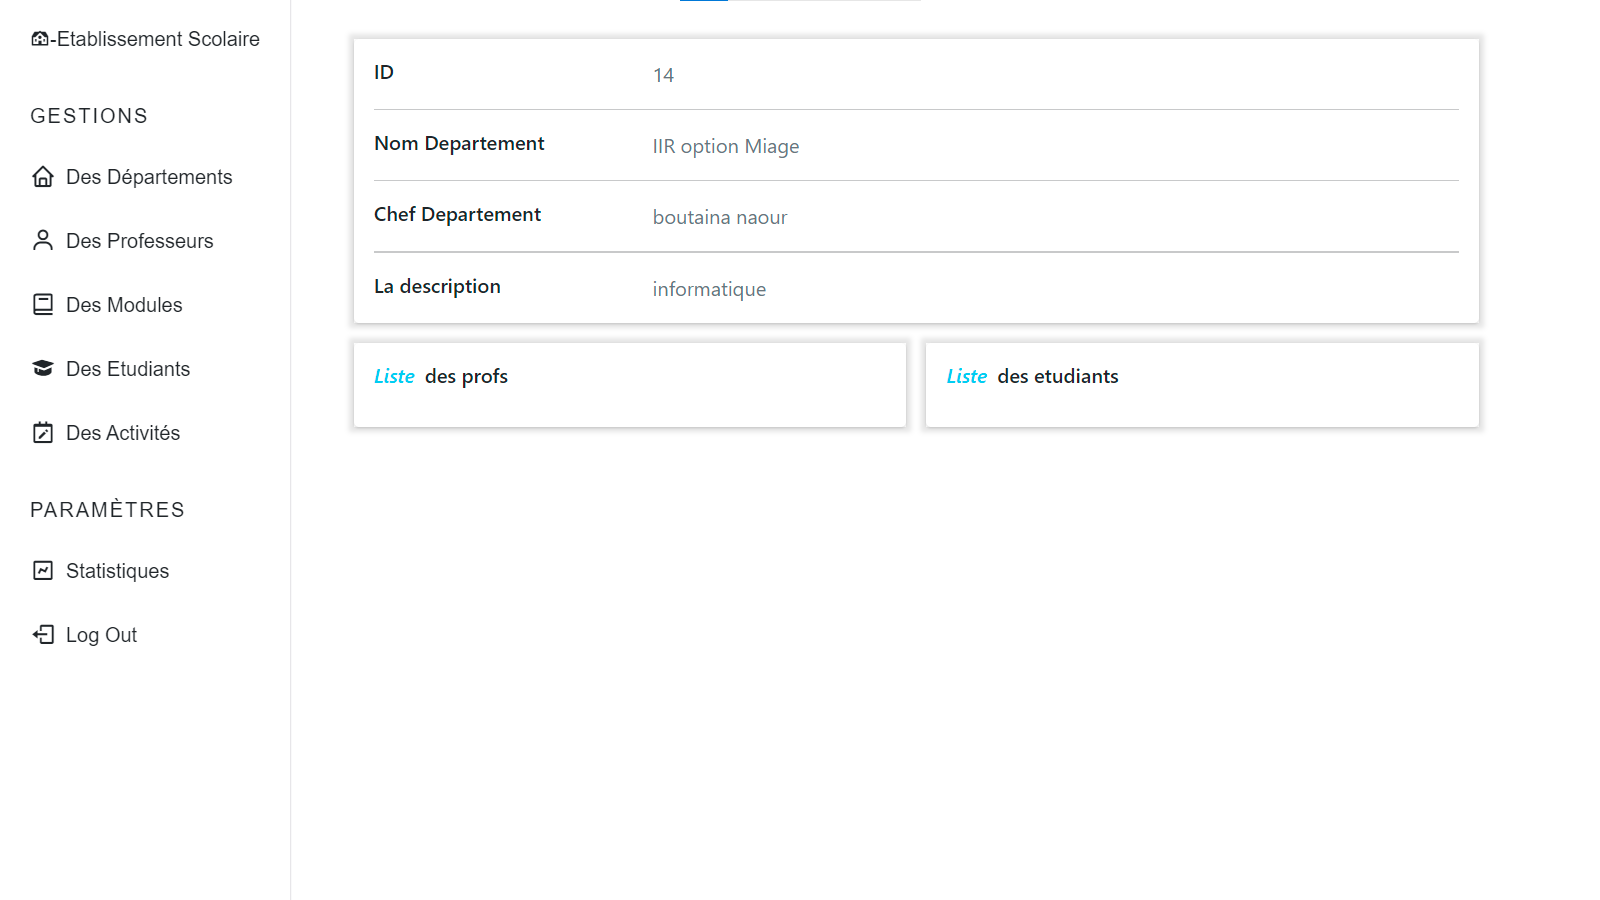 -Etablissement Scolaire
GESTIONS
Des Départements
Des Professeurs
Des Modules
Des Etudiants
Des Activités
PARAMÈTRES
Statistiques
Log Out
ID 14
Nom Departement IIR option Miage
Chef Departement boutaina naour
La description informatique
Liste des profs
Liste des etudiants